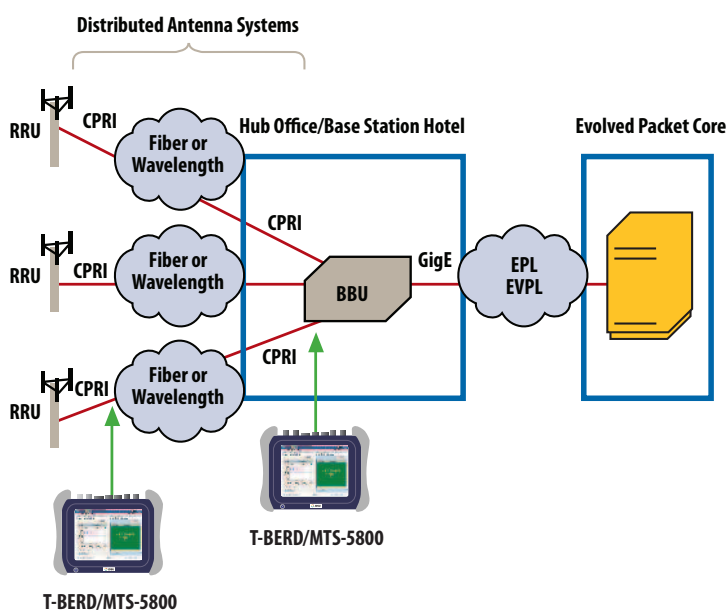 Distributed Antenna Systems
RRU
CPRI
Fiber or
Wavelength
Hub Office/Base Station Hotel
Evolved Packet Core
CPRI
RRU
CPRI
Fiber or
Wavelength
BBU
GigE
EPL
EVPL
CPRI
RRU
CPRI
Fiber or
Wavelength
T-BERD/MTS-5800
T-BERD/MTS-5800